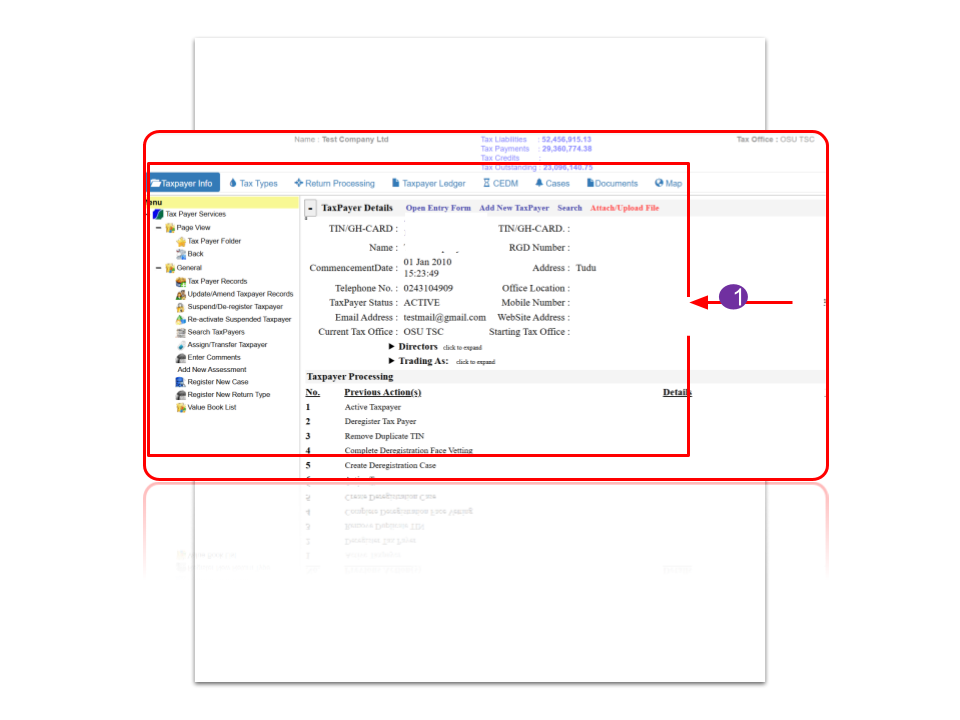 Name : Test Company Ltd
Tax Liabilities : 52,456,915.13
Tax Office : OSU TSC
Tax Payments : 29,360,774.38
Tax Credits :
Tax Outstanding : 23,096,140.75
Taxpayer Info Tax Types Return Processing Taxpayer Ledger CEDM Cases Documents Map
enu
Tax Payer Services
Page View
Tax Payer Folder
Back
General
Tax Payer Records
Update/Amend Taxpayer Records
Suspend/De-register Taxpayer
Re-activate Suspended Taxpayer
Search TaxPayers
Assign/Transfer Taxpayer
Enter Comments
Add New Assessment
Register New Case
Register New Return Type
Value Book List
- TaxPayer Details Open Entry Form Add New TaxPayer Search Attach/Upload File
TIN/GH-CARD : TIN/GH-CARD. :
Name : RGD Number :
CommencementDate : 01 Jan 2010 15:23:49 Address : Tudu
Telephone No. : 0243104909 Office Location :
TaxPayer Status : ACTIVE Mobile Number :
Email Address : testmail@gmail.com WebSite Address :
Current Tax Office : OSU TSC Starting Tax Office :
Directors click to expand
Trading As: click to expand
1
Taxpayer Processing
No. Previous Action(s) Details
1 Active Taxpayer
2 Deregister Tax Payer
3 Remove Duplicate TIN
4 Complete Deregistration Face Vetting
5 Create Deregistration Case